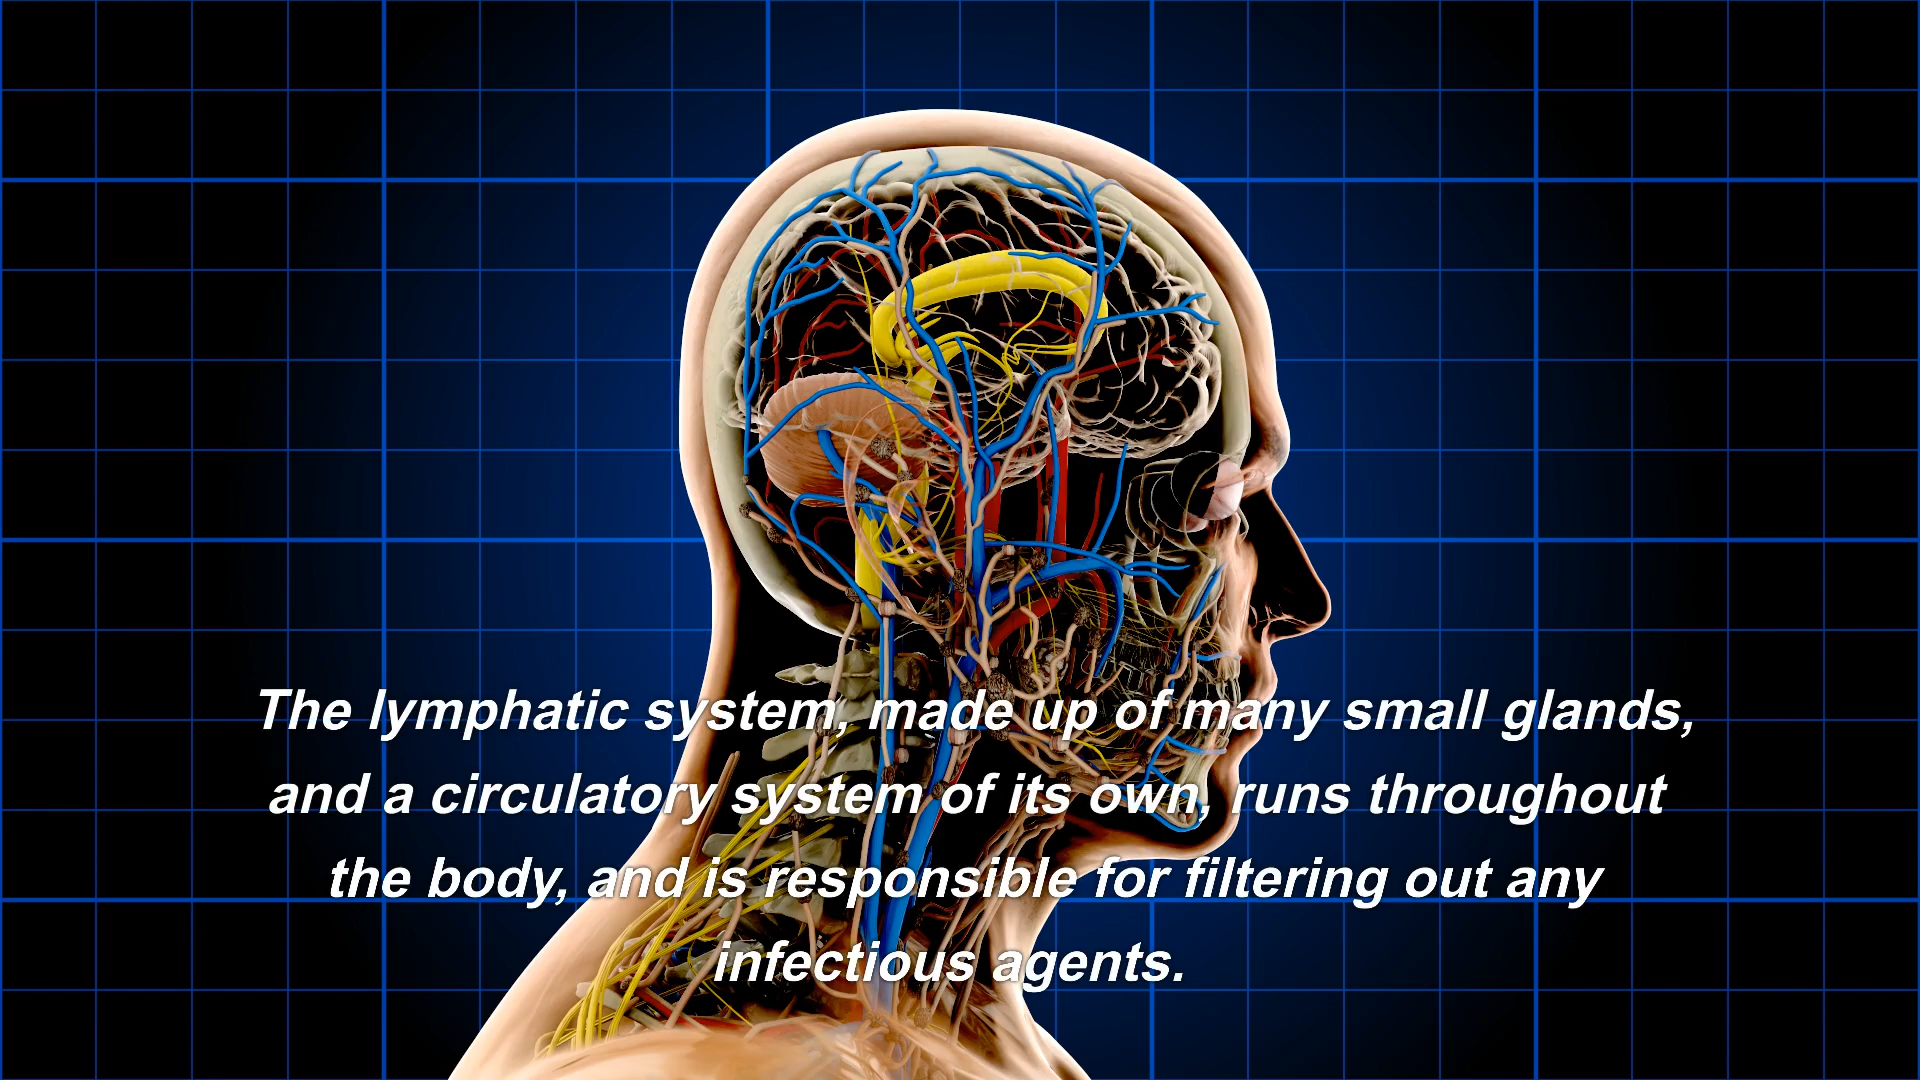 The lymphatic system, made up of many small glands,
and a circulatory system of its own, runs throughout
the body, and is responsible for filtering out any
infectious agents.